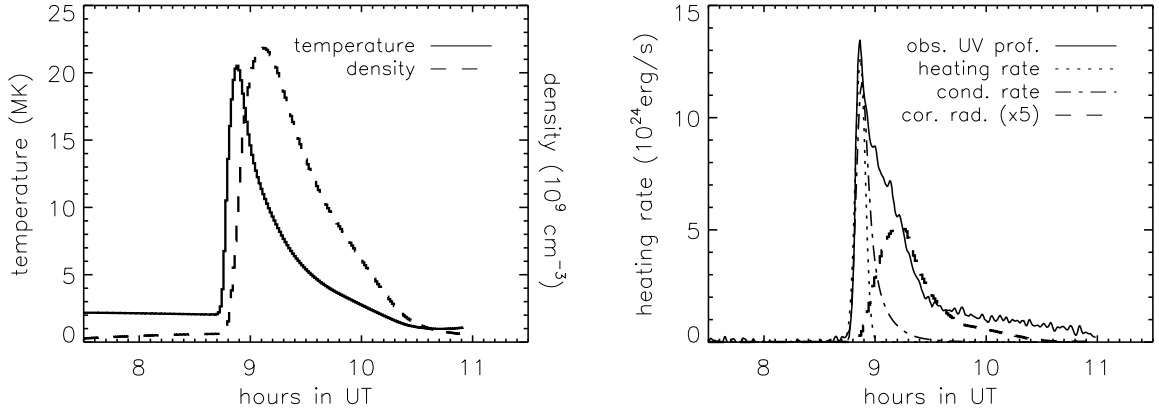 temperature (MK)
25
20
15
10
5
0
temperature
density
density (10⁹ cm⁻³)
8
9
10
11
hours in UT
heating rate (10²⁴erg/s)
15
10
5
0
obs. UV prof.
heating rate
cond. rate
cor. rad. (x5)
8
9
10
11
hours in UT